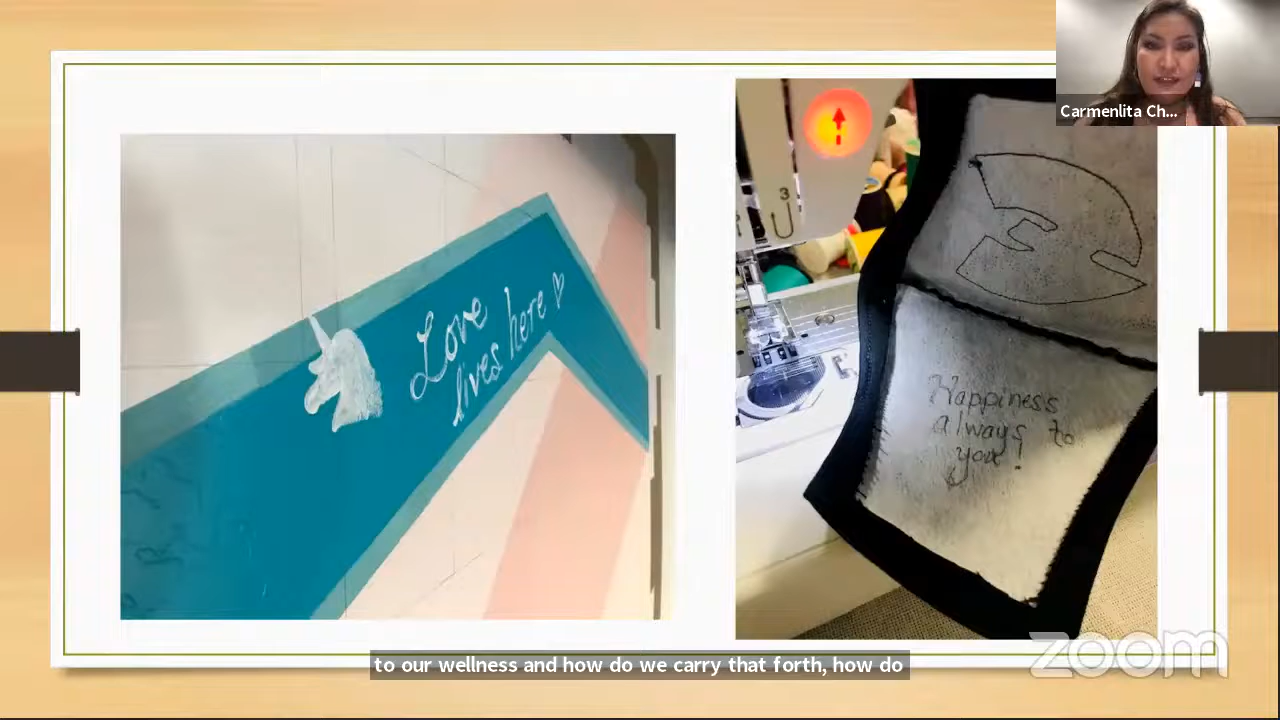 Carmenlita Ch...
Love
lives here
3
Happiness
always to
you!
to our wellness and how do we carry that forth, how do
zoom